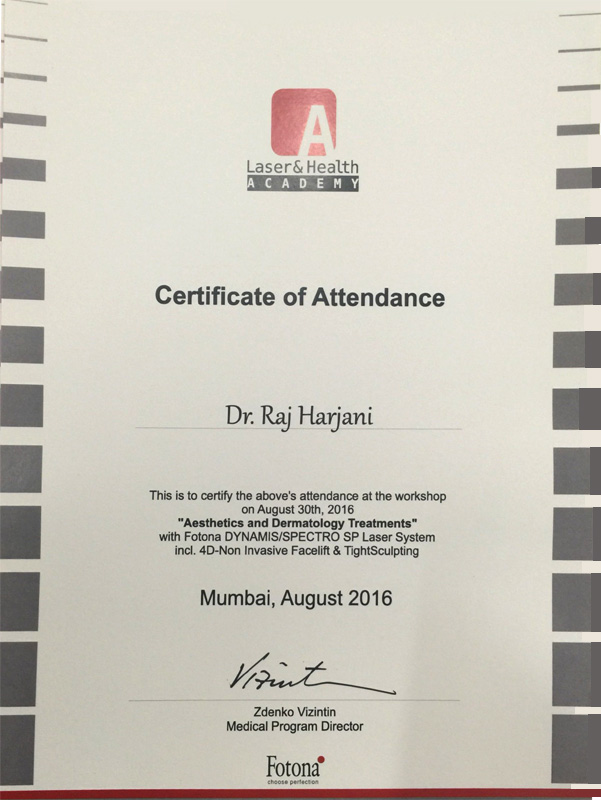 A
Laser & Health
ACADEMY
Certificate of Attendance
Dr. Raj Harjani
This is to certify the above's attendance at the workshop
on August 30th, 2016
"Aesthetics and Dermatology Treatments"
with Fotona DYNAMIS/SPECTRO SP Laser System
incl. 4D-Non Invasive Facelift & TightSculpting
Mumbai, August 2016
Vizintin
Zdenko Vizintin
Medical Program Director
Fotona
choose perfection